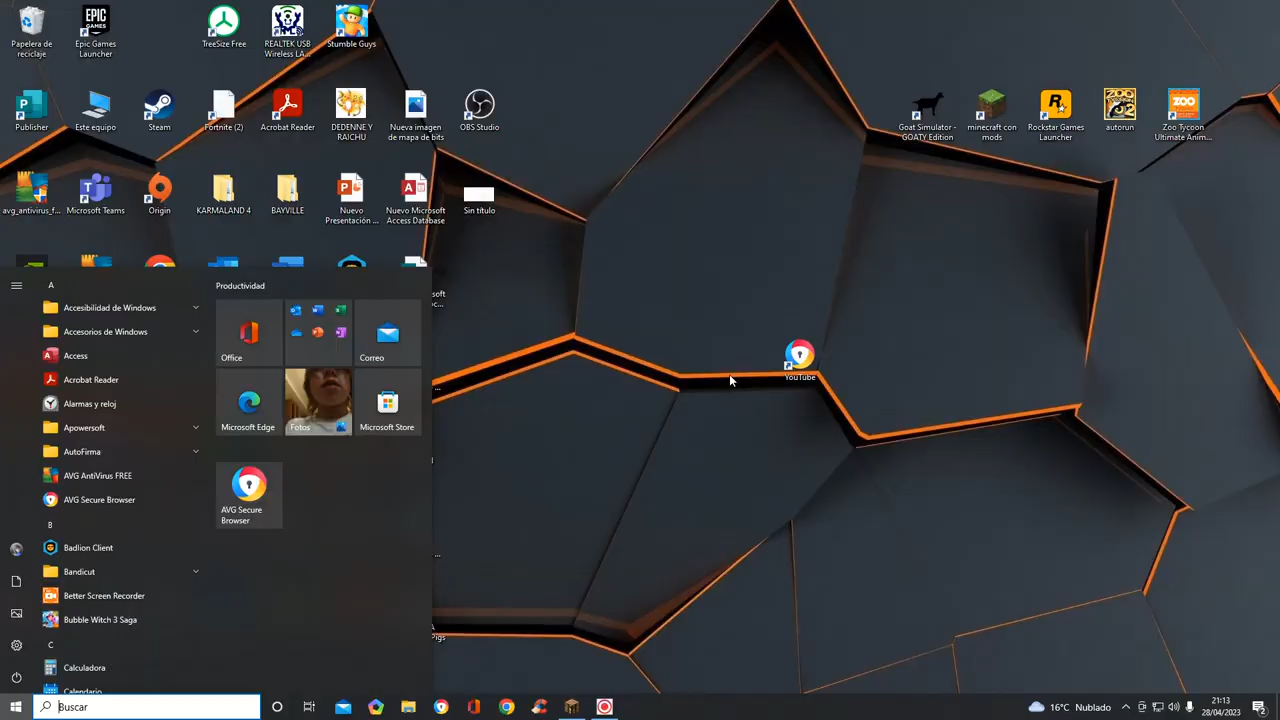 Papelera de
reciclaje
Epic Games
Launcher
TreeSize Free
REALTEK USB
Wireless LA...
Stumble Guys
Publisher
Este equipo
Steam
Fortnite (2)
Acrobat Reader
DEDENNE Y
RAICHU
Nueva imagen
de mapa de bits
OBS Studio
Goat Simulator -
GOATY Edition
minecraft con
mods
Rockstar Games
Launcher
autorun
Zoo Tycoon
Ultimate Anim...
avg_antivirus_f...
Microsoft Teams
Origin
KARMALAND 4
BAYVILLE
Nuevo
Presentación ...
Nuevo Microsoft
Access Database
Sin título
YouTube
A
Accesibilidad de Windows
Accesorios de Windows
Access
Acrobat Reader
Alarmas y reloj
Apowersoft
AutoFirma
AVG AntiVirus FREE
AVG Secure Browser
B
Badlion Client
Bandicut
Better Screen Recorder
Bubble Witch 3 Saga
C
Calculadora
Calendario
Productividad
Office
Correo
Microsoft Edge
Fotos
Microsoft Store
AVG Secure
Browser
Buscar
16°C Nublado
21:13
28/04/2023
2